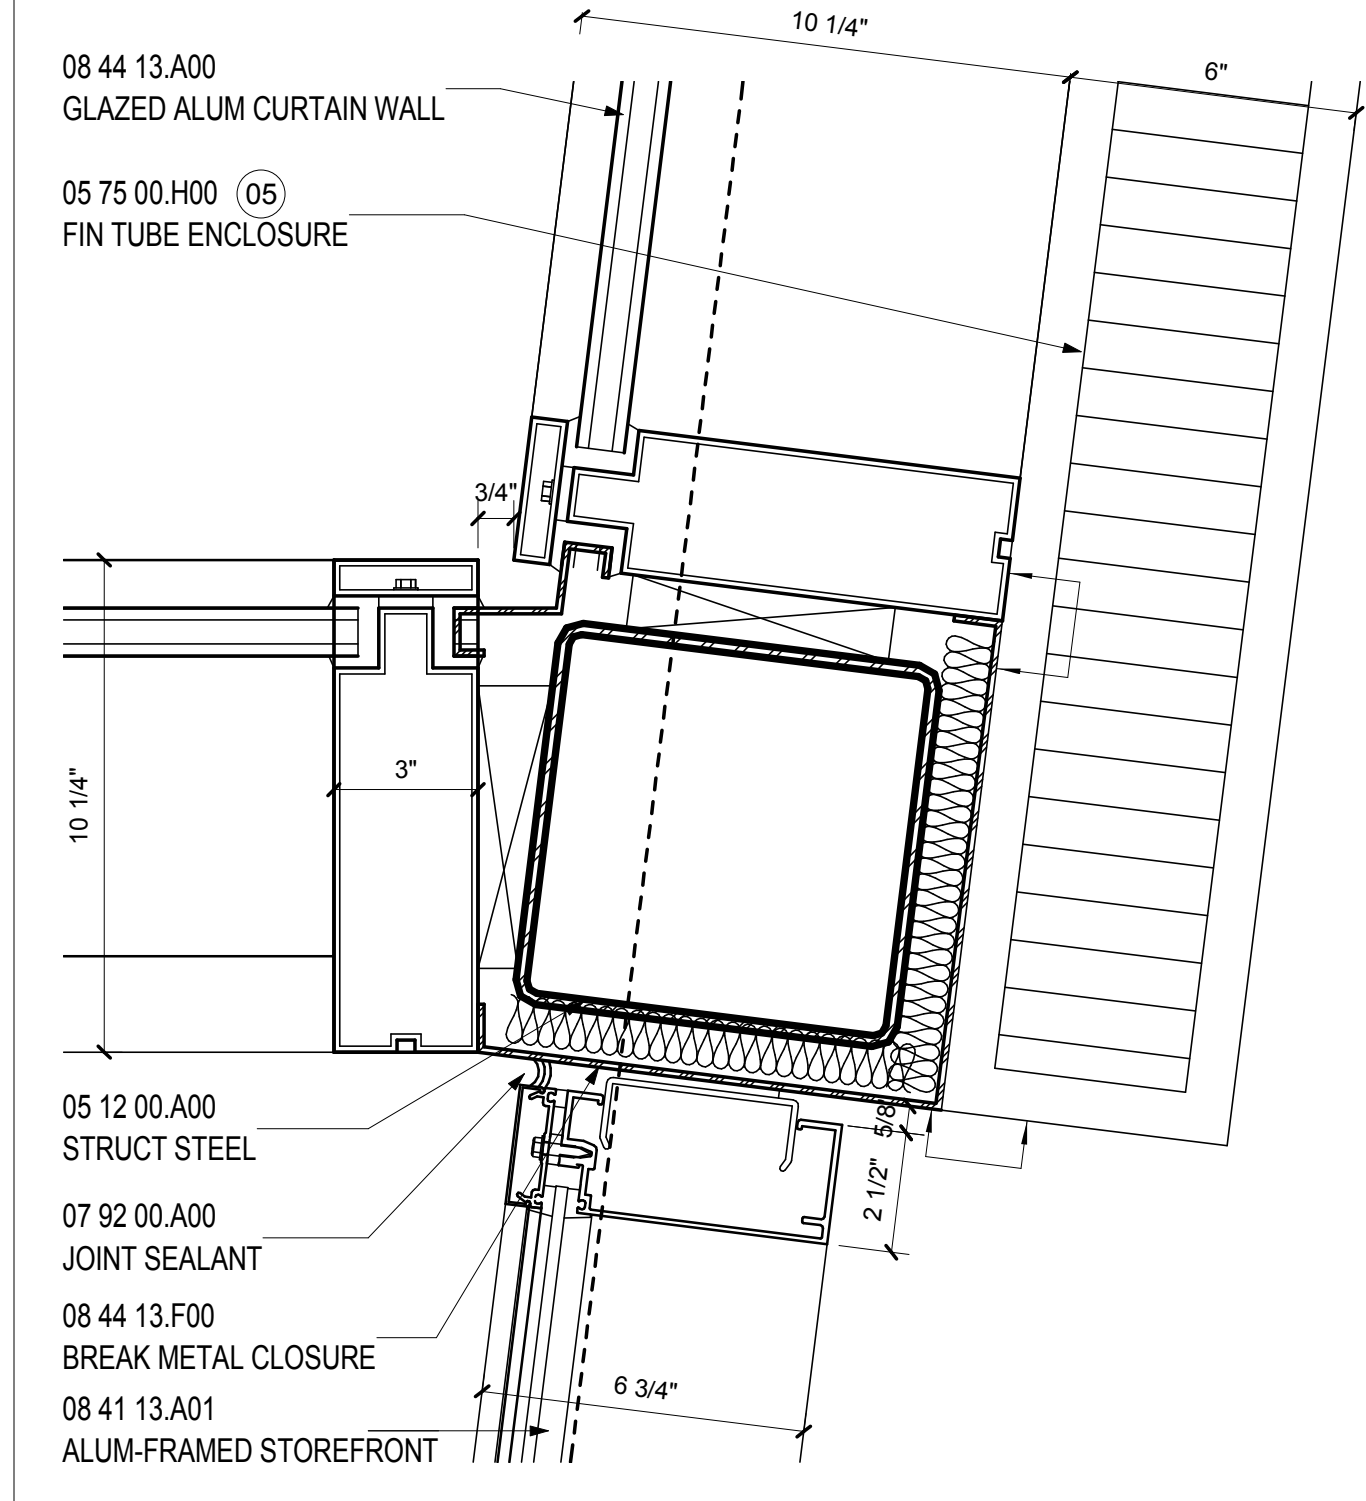 10 1/4"
6"
08 44 13.A00
GLAZED ALUM CURTAIN WALL
05 75 00.H00 05
FIN TUBE ENCLOSURE
3/4"
3"
10 1/4"
05 12 00.A00
STRUCT STEEL
5/8"
2 1/2"
07 92 00.A00
JOINT SEALANT
08 44 13.F00
BREAK METAL CLOSURE
6 3/4"
08 41 13.A01
ALUM-FRAMED STOREFRONT